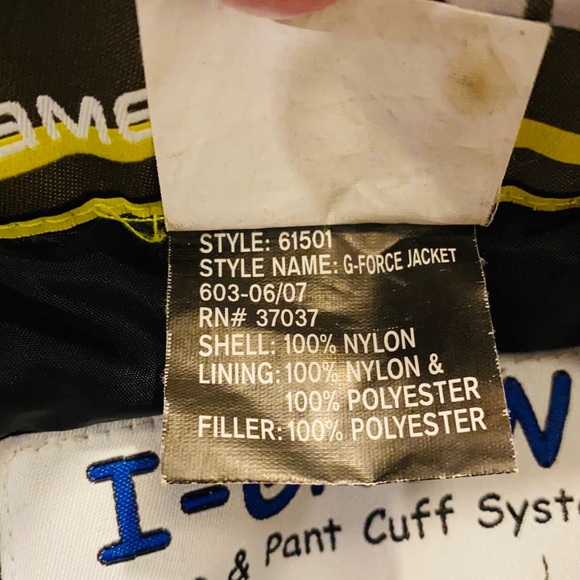 STYLE: 61501
STYLE NAME: G-FORCE JACKET
603-06/07
RN# 37037
SHELL: 100% NYLON
LINING: 100% NYLON &
100% POLYESTER
FILLER: 100% POLYESTER
& Pant Cuff